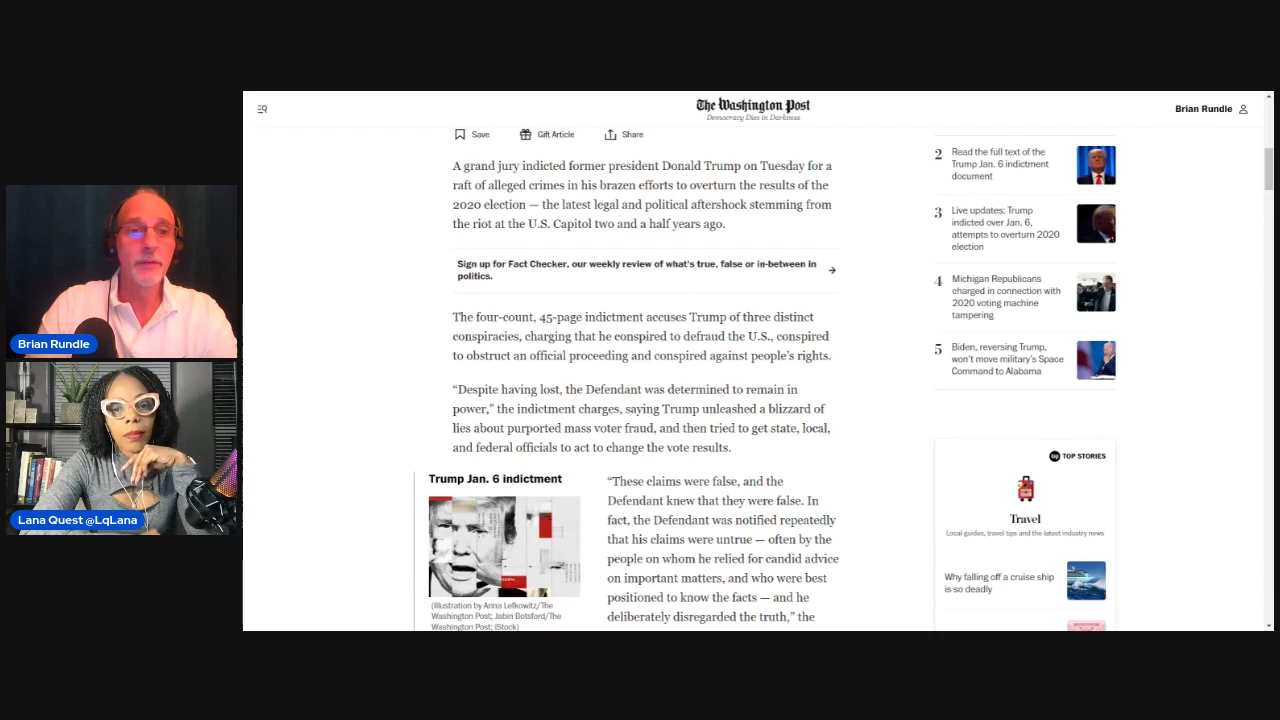 The Washington Post
Democracy Dies in Darkness
Brian Rundle
Save
Gift Article
Share
A grand jury indicted former president Donald Trump on Tuesday for a
raft of alleged crimes in his brazen efforts to overturn the results of the
2020 election — the latest legal and political aftershock stemming from
the riot at the U.S. Capitol two and a half years ago.
Sign up for Fact Checker, our weekly review of what's true, false or in-between in
politics.
The four-count, 45-page indictment accuses Trump of three distinct
conspiracies, charging that he conspired to defraud the U.S., conspired
to obstruct an official proceeding and conspired against people’s rights.
“Despite having lost, the Defendant was determined to remain in
power,” the indictment charges, saying Trump unleashed a blizzard of
lies about purported mass voter fraud, and then tried to get state, local,
and federal officials to act to change the vote results.
Trump Jan. 6 indictment
(Illustration by Anna Lefkowitz/The
Washington Post; Jabin Botsford/The
Washington Post; iStock)
“These claims were false, and the
Defendant knew that they were false. In
fact, the Defendant was notified repeatedly
that his claims were untrue — often by the
people on whom he relied for candid advice
on important matters, and who were best
positioned to know the facts — and he
deliberately disregarded the truth,” the
2
Read the full text of the
Trump Jan. 6 indictment
document
3
Live updates: Trump
indicted over Jan. 6,
attempts to overturn 2020
election
4
Michigan Republicans
charged in connection with
2020 voting machine
tampering
5
Biden, reversing Trump,
won't move military's Space
Command to Alabama
TOP STORIES
Travel
Local guides, travel tips and the latest industry news
Why falling off a cruise ship
is so deadly
Brian Rundle
Lana Quest @LqLana